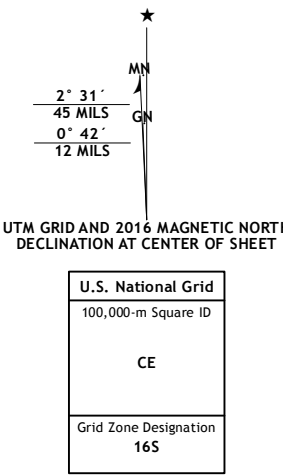 MN
2° 31´
45 MILS
GN
0° 42´
12 MILS
UTM GRID AND 2016 MAGNETIC NORTH
DECLINATION AT CENTER OF SHEET
U.S. National Grid
100,000-m Square ID
CE
Grid Zone Designation
16S